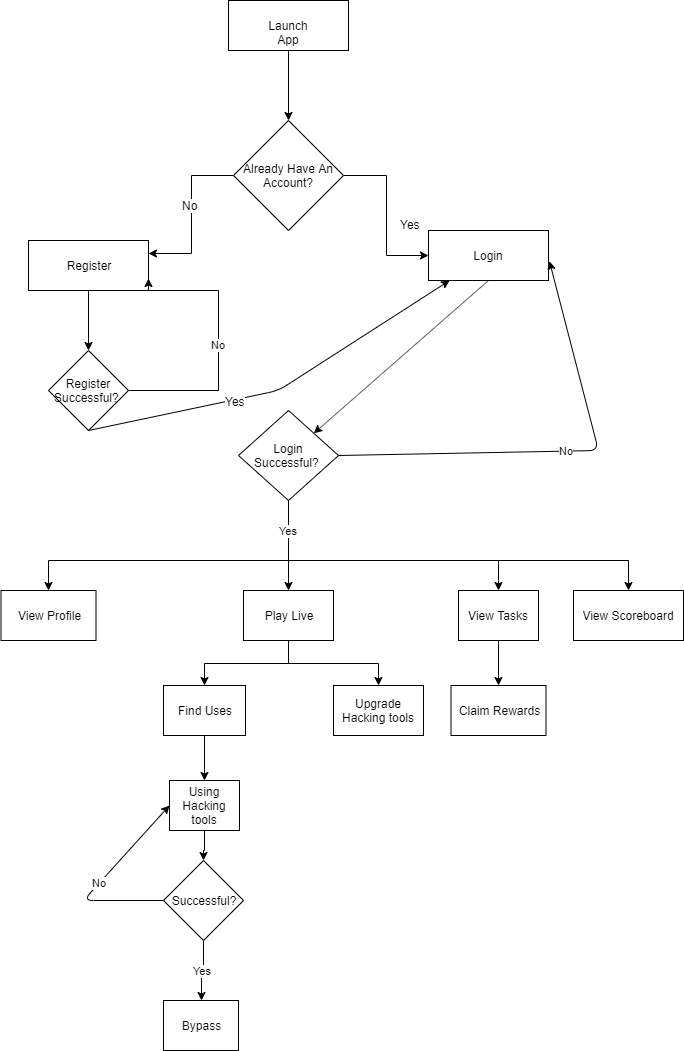 Launch
App
Already Have An
Account?
No
Yes
Register
Login
No
Register
Successful?
Yes
Login
Successful?
No
Yes
View Profile
Play Live
View Tasks
View Scoreboard
Find Uses
Upgrade
Hacking tools
Claim Rewards
Using
Hacking
tools
No
Successful?
Yes
Bypass